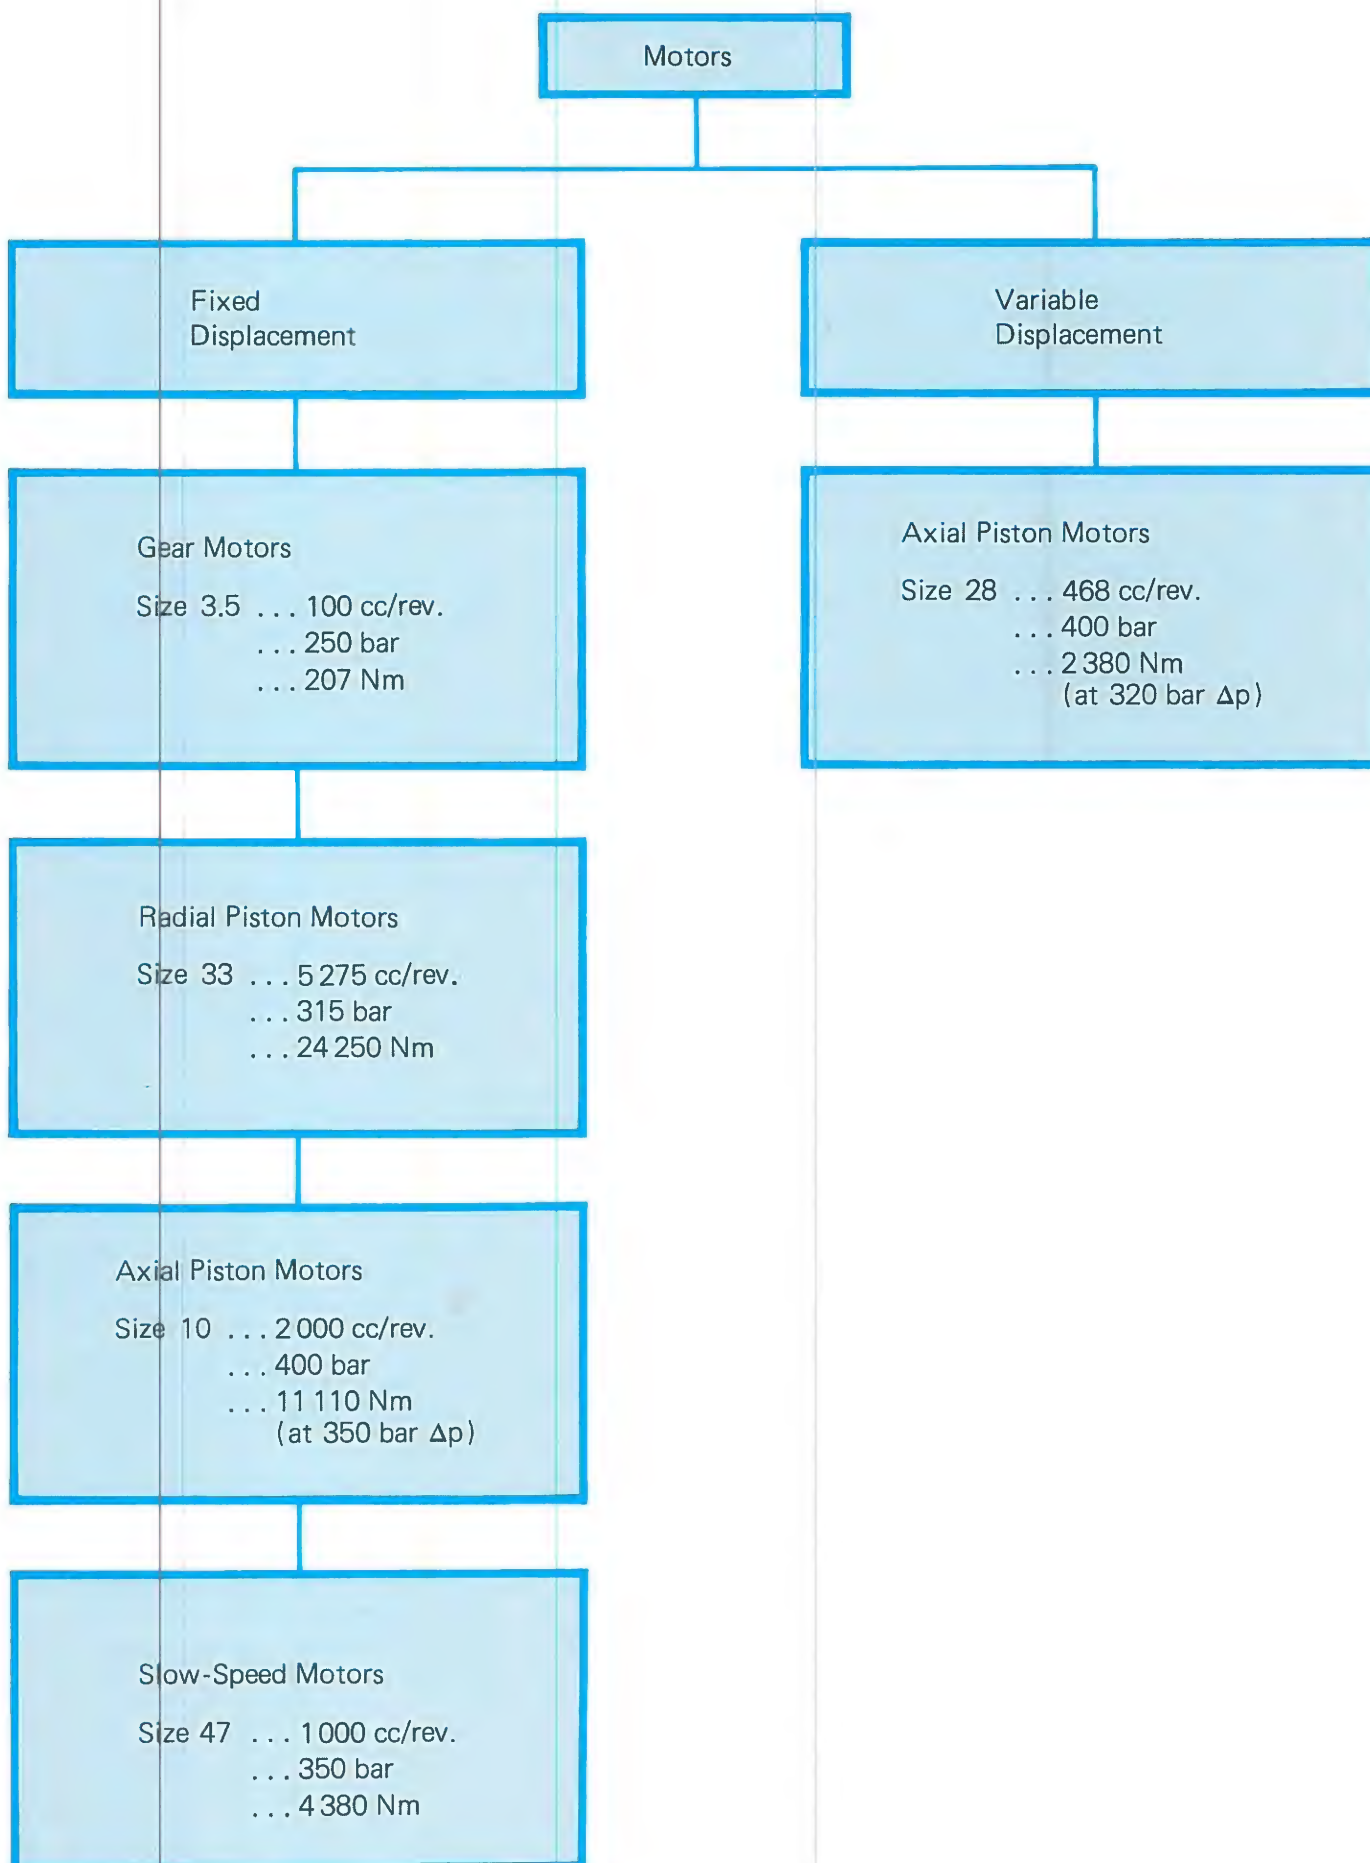 Motors
Fixed
Displacement
Variable
Displacement
Gear Motors
Size 3.5 ... 100 cc/rev.
... 250 bar
... 207 Nm
Axial Piston Motors
Size 28 ... 468 cc/rev.
... 400 bar
... 2 380 Nm
(at 320 bar Δp)
Radial Piston Motors
Size 33 ... 5 275 cc/rev.
... 315 bar
... 24 250 Nm
Axial Piston Motors
Size 10 ... 2 000 cc/rev.
... 400 bar
... 11 110 Nm
(at 350 bar Δp)
Slow-Speed Motors
Size 47 ... 1 000 cc/rev.
... 350 bar
... 4 380 Nm